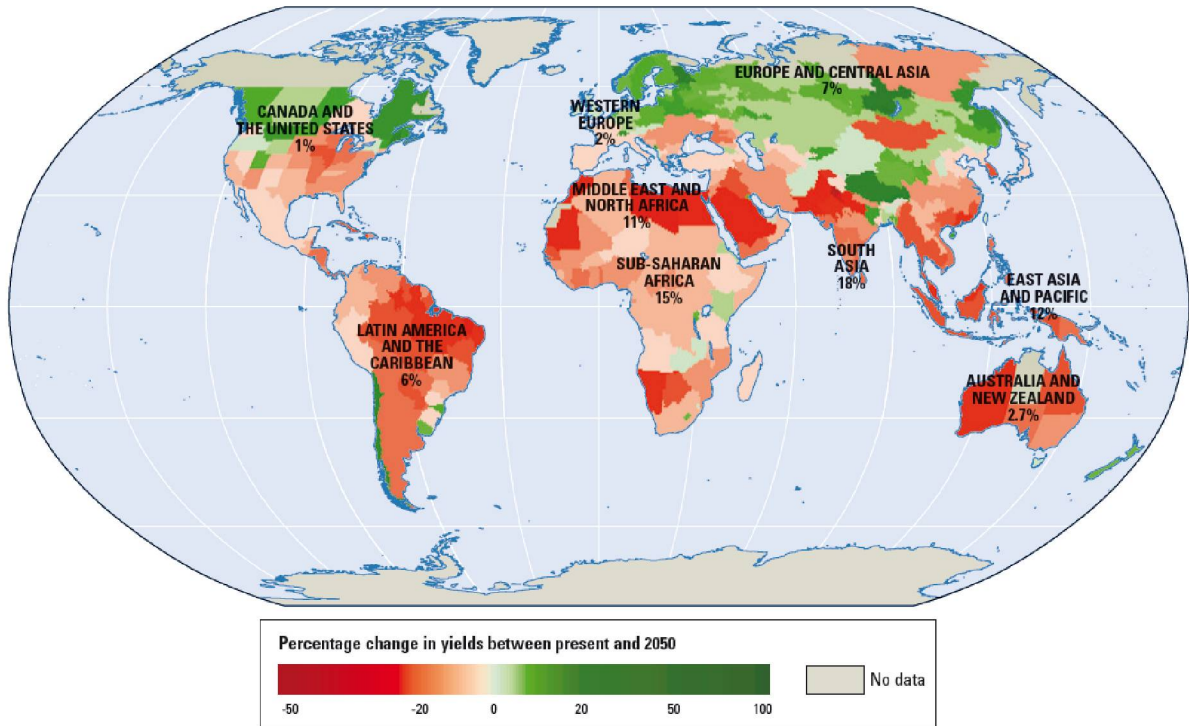 EUROPE AND CENTRAL ASIA
7%
CANADA AND
THE UNITED STATES
1%
WESTERN
EUROPE
2%
MIDDLE EAST AND
NORTH AFRICA
11%
SUB-SAHARAN
AFRICA
15%
SOUTH
ASIA
18%
EAST ASIA
AND PACIFIC
12%
LATIN AMERICA
AND THE
CARIBBEAN
6%
AUSTRALIA AND
NEW ZEALAND
2.7%
Percentage change in yields between present and 2050
-50 -20 0 20 50 100
No data